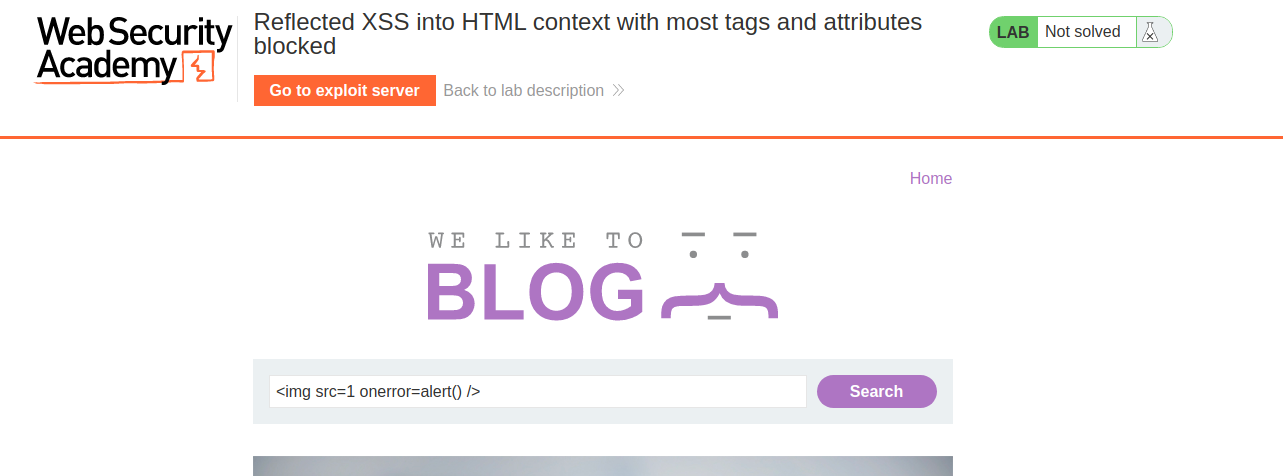 Web Security
Academy
Reflected XSS into HTML context with most tags and attributes
blocked
LAB Not solved
Go to exploit server Back to lab description
Home
WE LIKE TO
BLOG
<img src=1 onerror=alert() />
Search